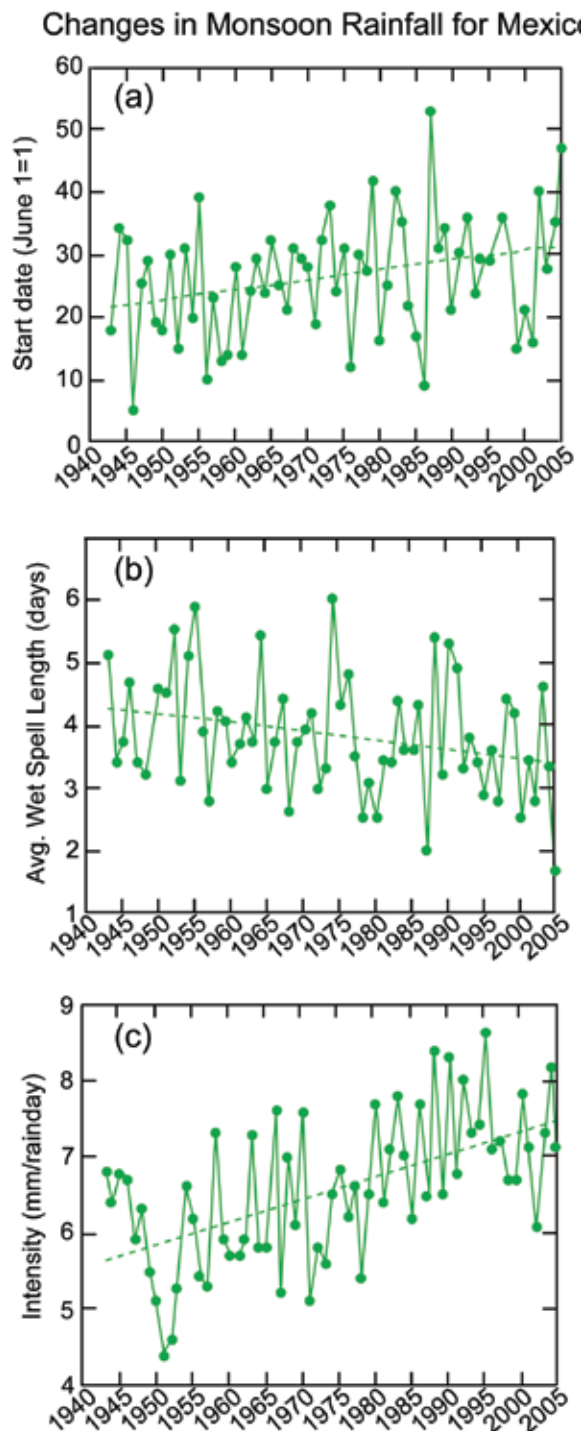 Changes in Monsoon Rainfall for Mexico
(a)
Start date (June 1=1)
60
50
40
30
20
10
0
1940 1945 1950 1955 1960 1965 1970 1975 1980 1985 1990 1995 2000 2005
(b)
Avg. Wet Spell Length (days)
6
5
4
3
2
1
1940 1945 1950 1955 1960 1965 1970 1975 1980 1985 1990 1995 2000 2005
(c)
Intensity (mm/rainday)
9
8
7
6
5
4
1940 1945 1950 1955 1960 1965 1970 1975 1980 1985 1990 1995 2000 2005